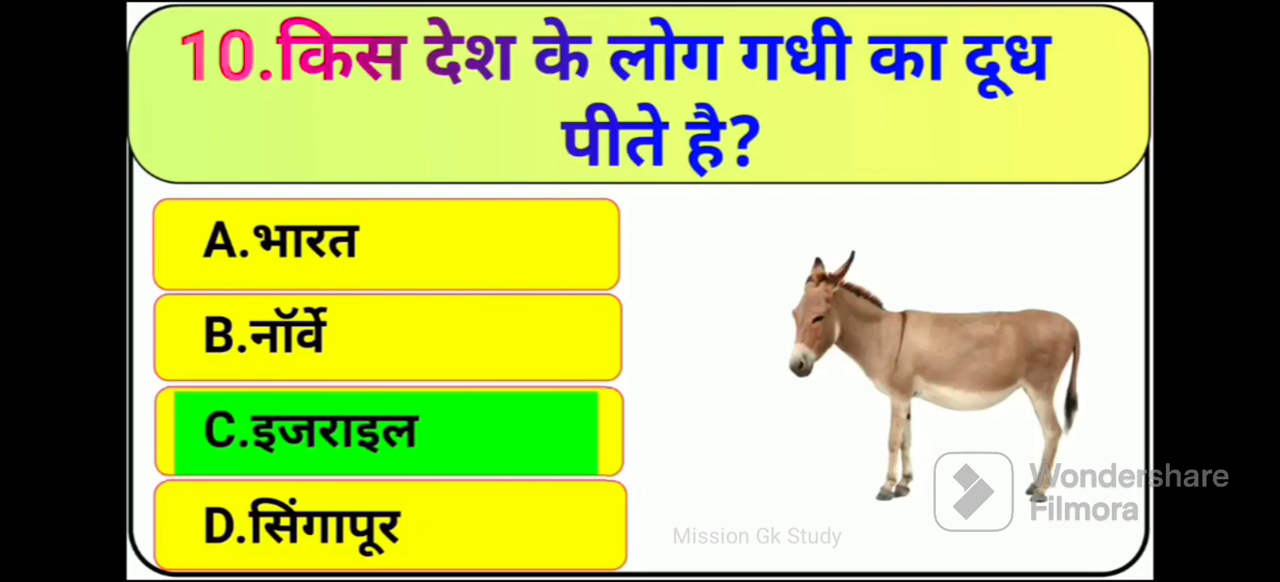 10.किस देश के लोग गधी का दूध
पीते है?
A.भारत
B.नॉर्वे
C.इजराइल
D.सिंगापूर
Wondershare
Filmora
Mission Gk Study